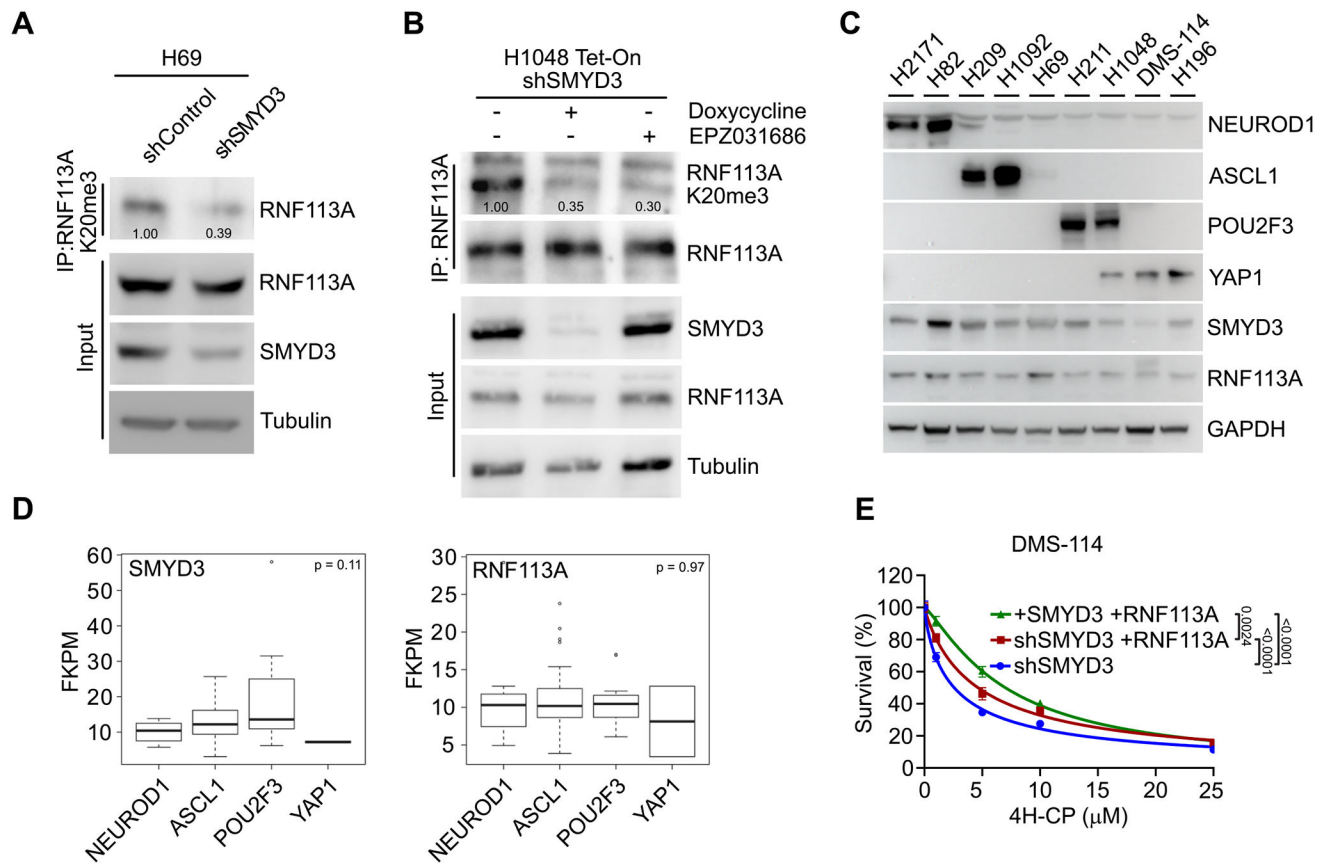 A
H69
shControl
shSMYD3
IP:RNF113A
K20me3
RNF113A
1.00
0.39
Input
RNF113A
SMYD3
Tubulin
B
H1048 Tet-On
shSMYD3
- + - Doxycycline
- - + EPZ031686
IP: RNF113A
RNF113A
K20me3
1.00 0.35 0.30
RNF113A
Input
SMYD3
RNF113A
Tubulin
C
H2171
H82
H209
H1092
H69
H211
H1048
DMS-114
H196
NEUROD1
ASCL1
POU2F3
YAP1
SMYD3
RNF113A
GAPDH
D
SMYD3
p = 0.11
FKPM
60
50
40
30
20
10
NEUROD1
ASCL1
POU2F3
YAP1
RNF113A
p = 0.97
FKPM
30
25
20
15
10
5
NEUROD1
ASCL1
POU2F3
YAP1
E
DMS-114
Survival (%)
120
100
80
60
40
20
0
+SMYD3 +RNF113A
shSMYD3 +RNF113A
shSMYD3
0.0024
<0.0001
<0.0001
0 5 10 15 20 25
4H-CP (μM)